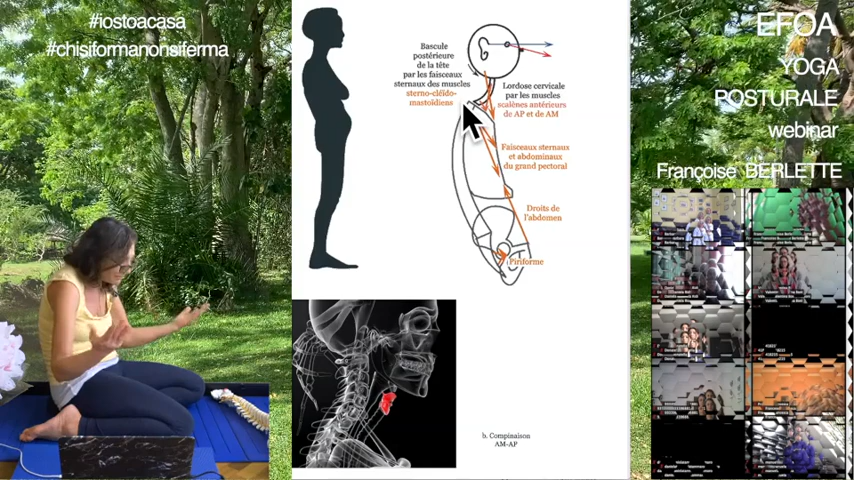 #iostoacasa
#chisiformanonsiferma
Bascule
postérieure
de la tête
par les faisceaux
sternaux des muscles
sterno-cléido-
mastoïdiens
Lordose cervicale
par les muscles
scalènes antérieurs
de AP et de AM
Faisceaux sternaux
et abdominaux
du grand pectoral
Droits de
l'abdomen
Piriforme
b. Compinaison
AM-AP
EFOA
YOGA
POSTURALE
webinar
Françoise BERLETTE